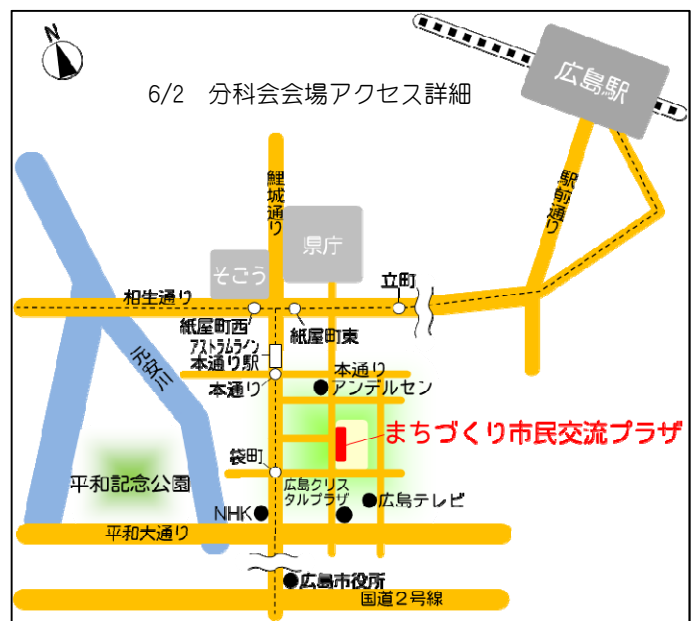 N
6/2 分科会会場アクセス詳細
広島駅
鯉城通り
駅前通り
県庁
そごう
立町
相生通り
紙屋町西
紙屋町東
アストラムライン
本通り駅
本通り
本通り
アンデルセン
元安川
まちづくり市民交流プラザ
袋町
平和記念公園
広島クリス
タルプラザ
広島テレビ
NHK
平和大通り
広島市役所
国道2号線